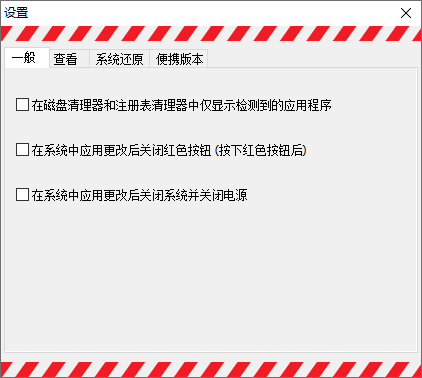 设置
一般 查看 系统还原 便携版本
在磁盘清理器和注册表清理器中仅显示检测到的应用程序
在系统中应用更改后关闭红色按钮 (按下红色按钮后)
在系统中应用更改后关闭系统并关闭电源